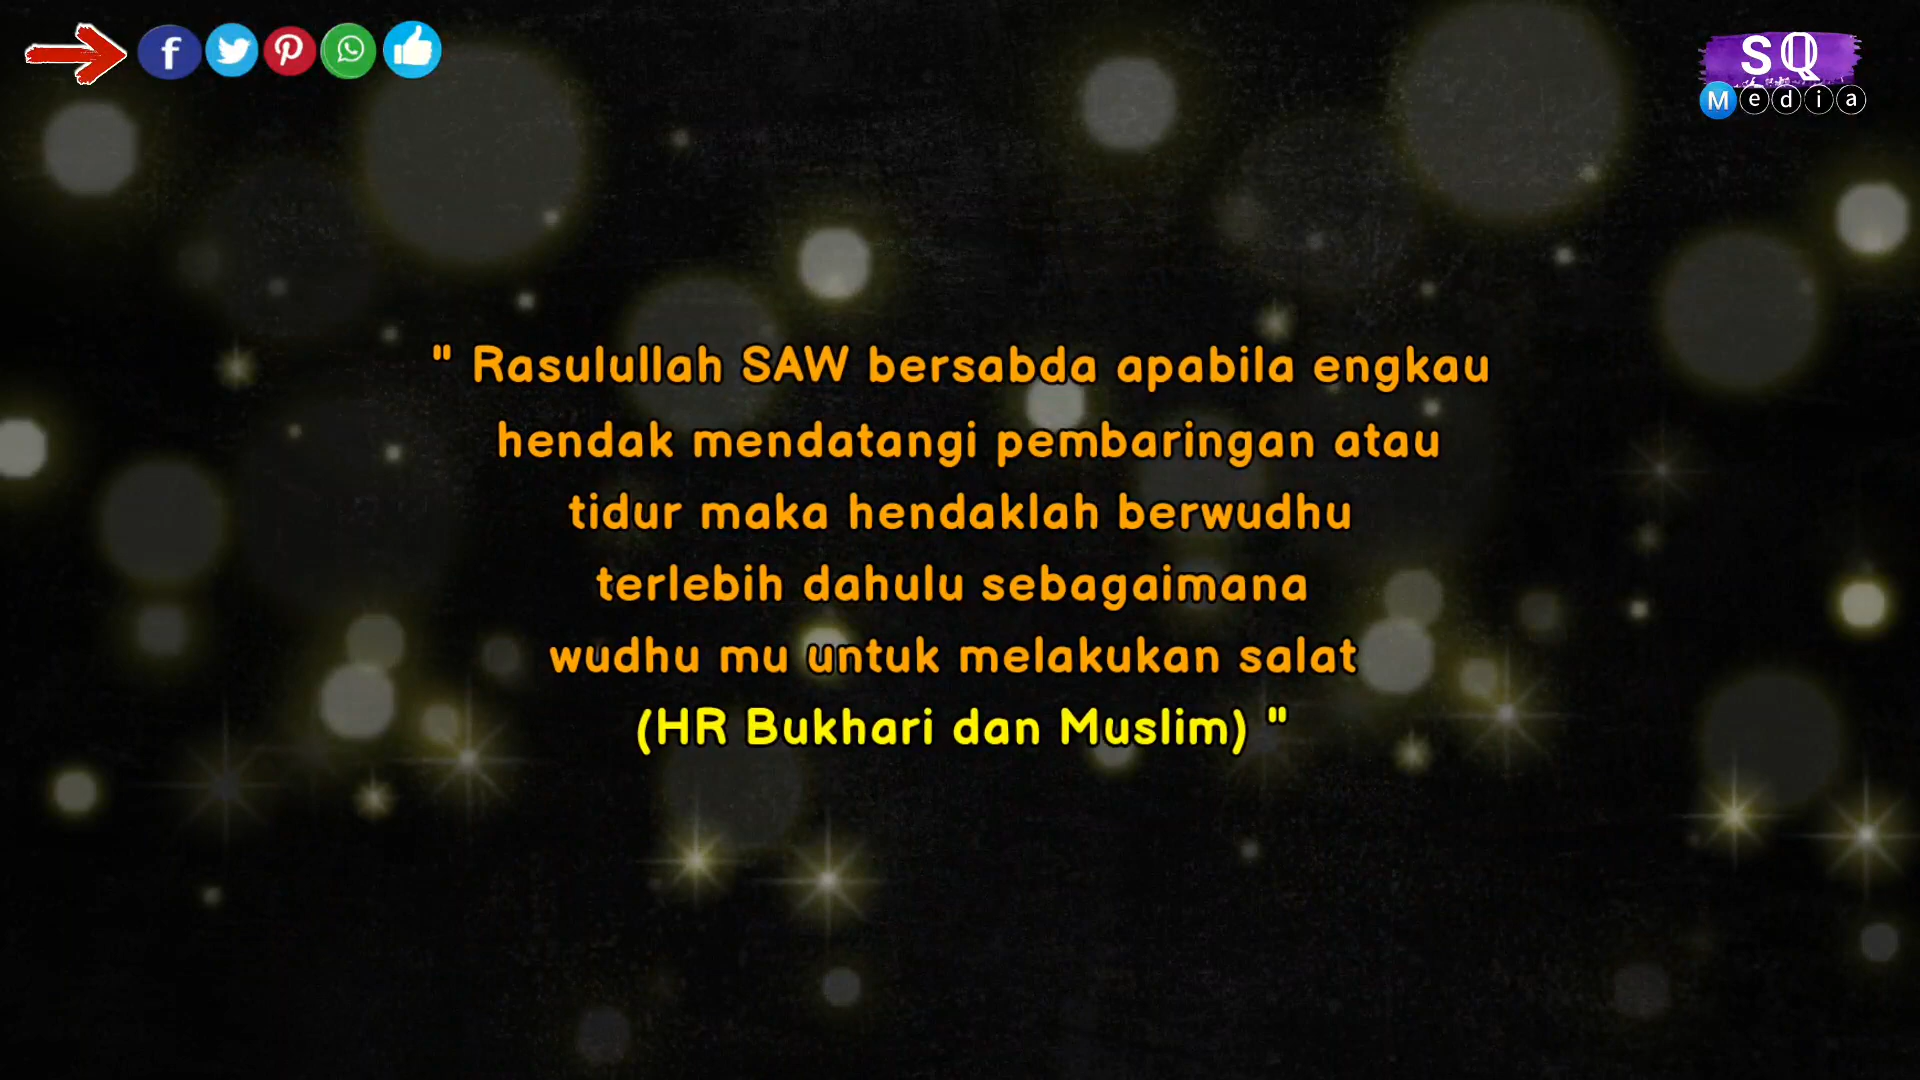 SQ
Media
" Rasulullah SAW bersabda apabila engkau
hendak mendatangi pembaringan atau
tidur maka hendaklah berwudhu
terlebih dahulu sebagaimana
wudhu mu untuk melakukan salat
(HR Bukhari dan Muslim) "